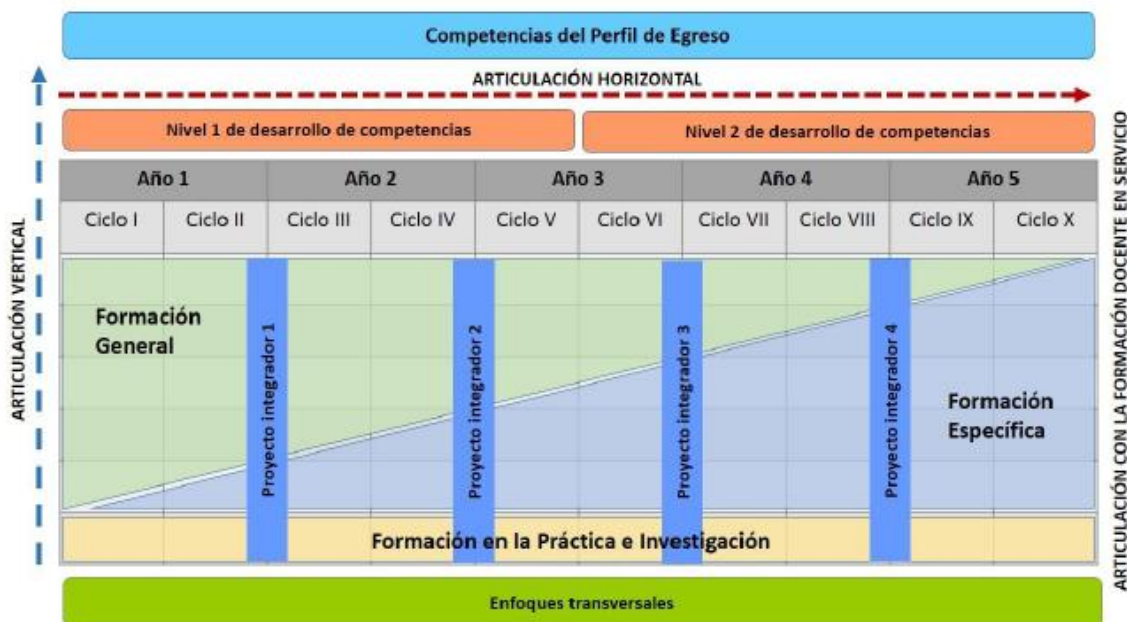 Competencias del Perfil de Egreso
ARTICULACIÓN HORIZONTAL
Nivel 1 de desarrollo de competencias
Nivel 2 de desarrollo de competencias
Año 1
Año 2
Año 3
Año 4
Año 5
Ciclo I
Ciclo II
Ciclo III
Ciclo IV
Ciclo V
Ciclo VI
Ciclo VII
Ciclo VIII
Ciclo IX
Ciclo X
ARTICULACIÓN VERTICAL
Formación
General
Proyecto integrador 1
Proyecto integrador 2
Proyecto integrador 3
Proyecto integrador 4
Formación
Específica
Formación en la Práctica e Investigación
Enfoques transversales
ARTICULACIÓN CON LA FORMACIÓN DOCENTE EN SERVICIO